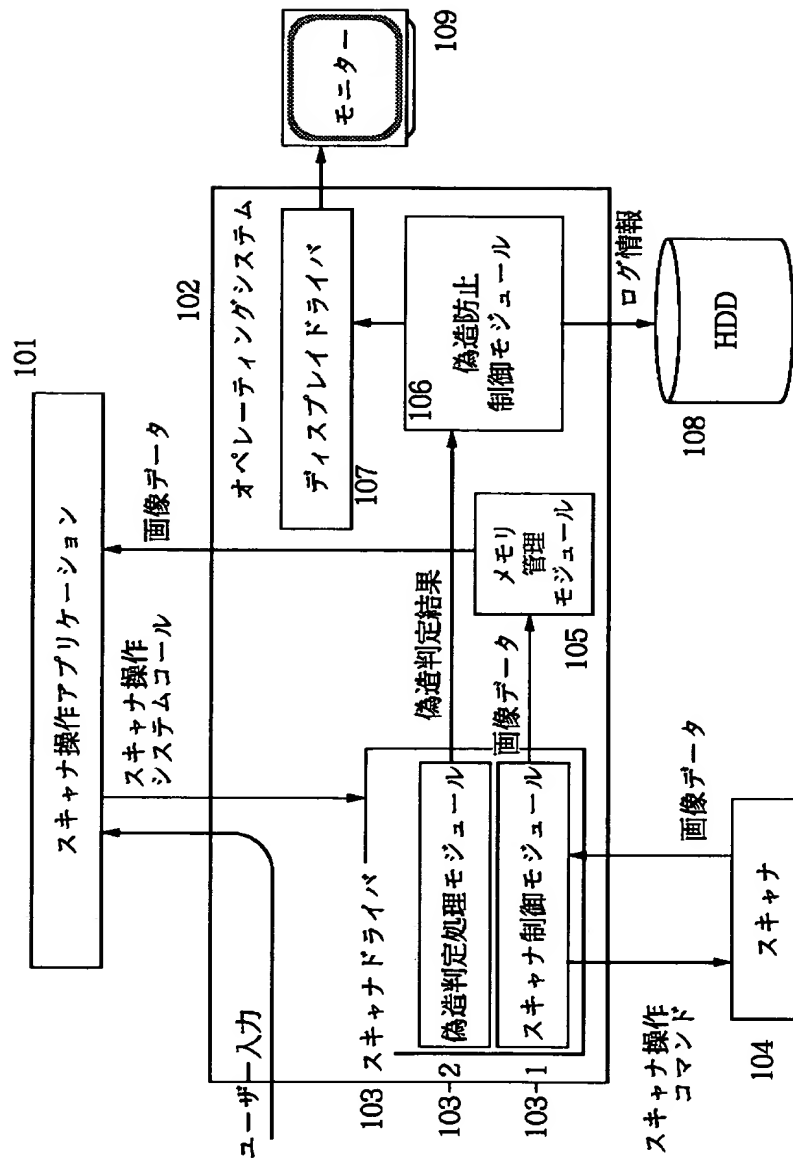 101
スキャナ操作アプリケーション
ユーザー入力
スキャナ操作
システムコール
画像データ
102
オペレーティングシステム
103 スキャナドライバ
103-2
偽造判定処理モジュール
103-1
スキャナ制御モジュール
偽造判定結果
画像データ
メモリ
管理
モジュール
105
ディスプレイドライバ
107
106
偽造防止
制御モジュール
モニター
109
スキャナ操作
コマンド
画像データ
スキャナ
104
ログ情報
HDD
108